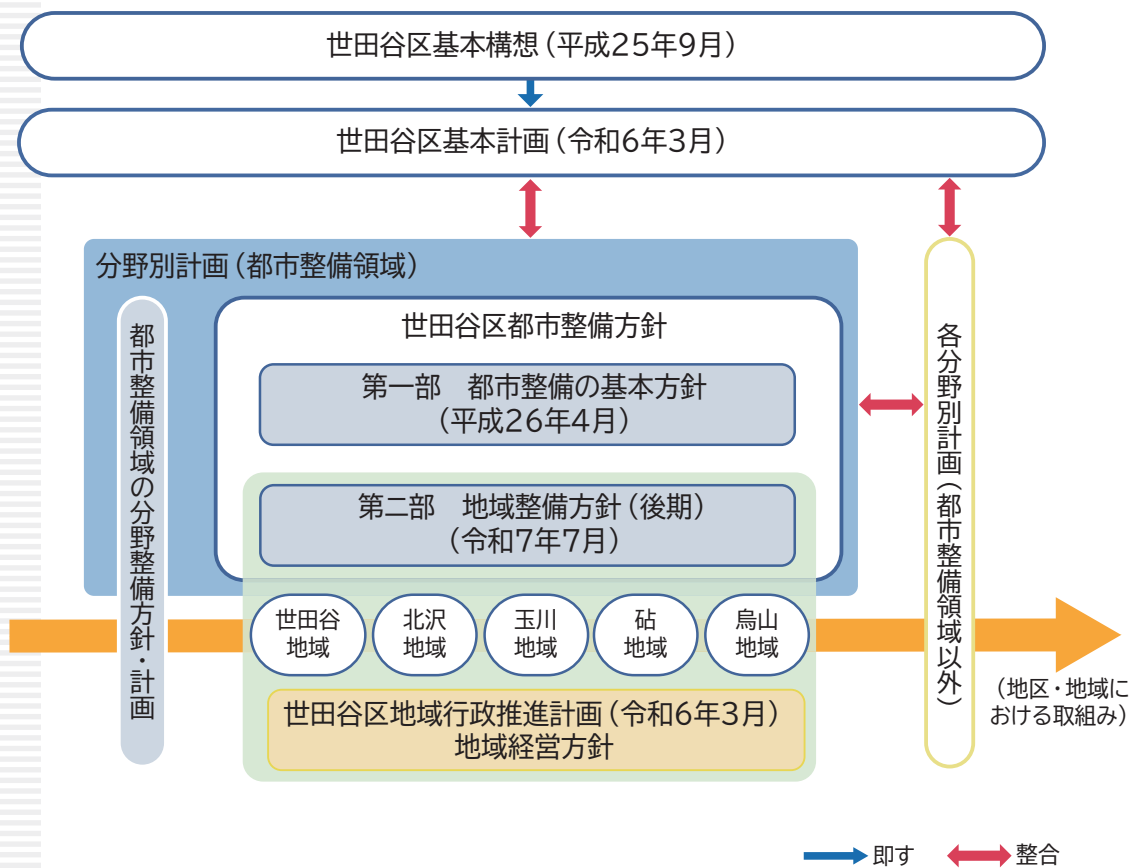 世田谷区基本構想（平成25年9月）
世田谷区基本計画（令和6年3月）
分野別計画（都市整備領域）
都市整備領域の分野整備方針・計画
世田谷区都市整備方針
第一部　都市整備の基本方針
（平成26年4月）
第二部　地域整備方針（後期）
（令和7年7月）
世田谷
地域
北沢
地域
玉川
地域
砧
地域
烏山
地域
世田谷区地域行政推進計画（令和6年3月）
地域経営方針
各分野別計画（都市整備領域以外）
（地区・地域に
おける取組み）
即す
整合